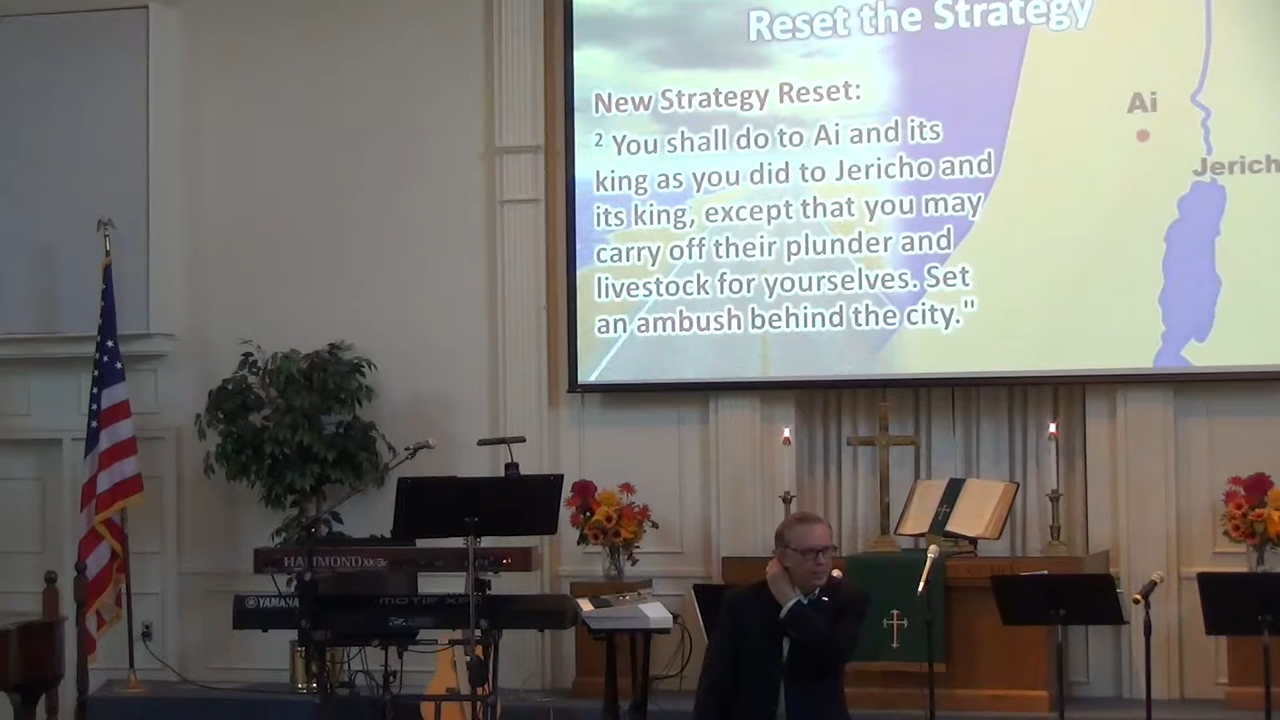 Reset the Strategy
New Strategy Reset:
2 You shall do to Ai and its
king as you did to Jericho and
its king, except that you may
carry off their plunder and
livestock for yourselves. Set
an ambush behind the city."
Ai
Jerich
HAMMOND XK-3c
YAMAHA
MOTIF XF